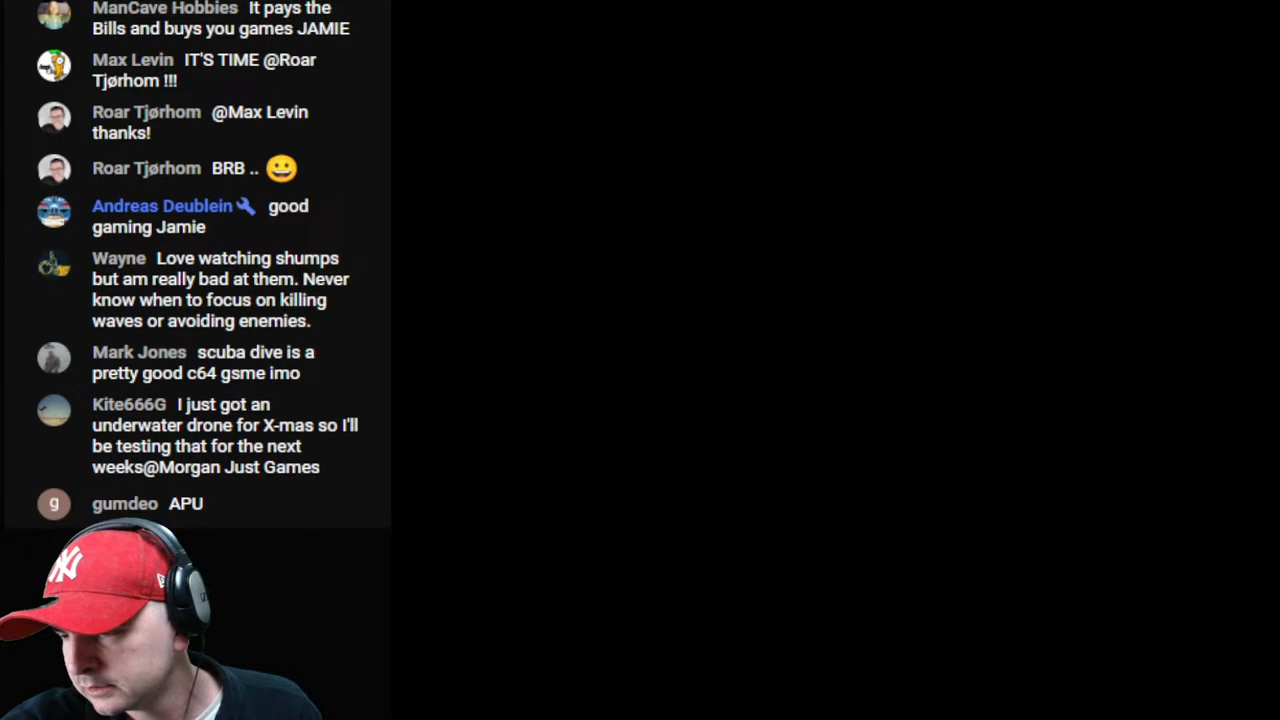 ManCave Hobbies It pays the
Bills and buys you games JAMIE
Max Levin IT'S TIME @Roar
Tjørhom !!!
Roar Tjørhom @Max Levin
thanks!
Roar Tjørhom BRB .. 😀
Andreas Deublein good
gaming Jamie
Wayne Love watching shumps
but am really bad at them. Never
know when to focus on killing
waves or avoiding enemies.
Mark Jones scuba dive is a
pretty good c64 gsme imo
Kite666G I just got an
underwater drone for X-mas so I'll
be testing that for the next
weeks@Morgan Just Games
g gumdeo APU
NY